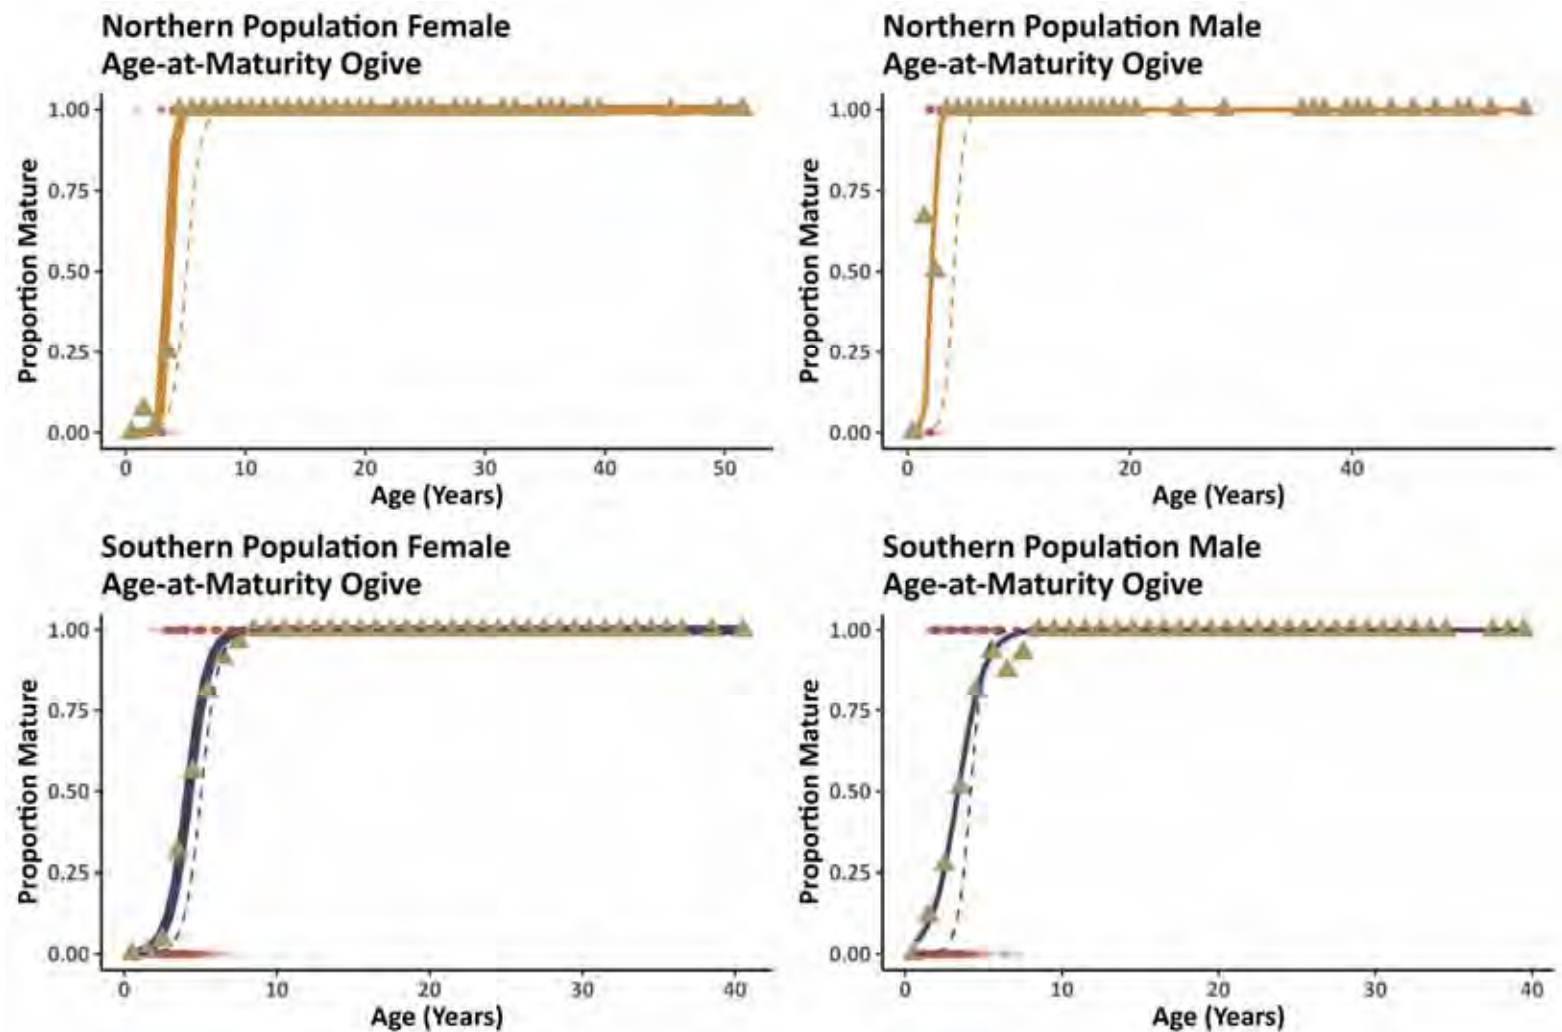 Northern Population Female
Age-at-Maturity Ogive
1.00
0.75
0.50
0.25
0.00
Proportion Mature
0
10
20
30
40
50
Age (Years)
Northern Population Male
Age-at-Maturity Ogive
1.00
0.75
0.50
0.25
0.00
Proportion Mature
0
20
40
Age (Years)
Southern Population Female
Age-at-Maturity Ogive
1.00
0.75
0.50
0.25
0.00
Proportion Mature
0
10
20
30
40
Age (Years)
Southern Population Male
Age-at-Maturity Ogive
1.00
0.75
0.50
0.25
0.00
Proportion Mature
0
10
20
30
40
Age (Years)